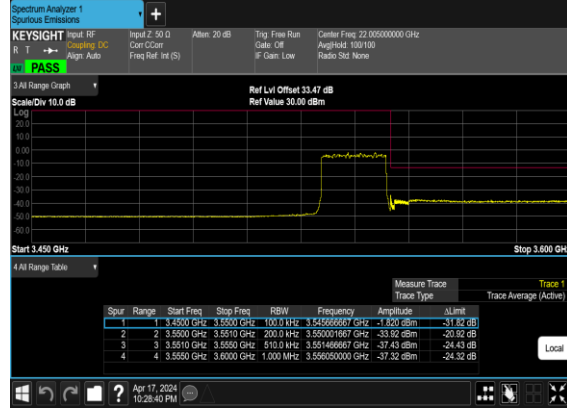 Spectrum Analyzer 1
Spurious Emissions
+
KEYSIGHT Input: RF Input Z: 50 Ω Atten: 20 dB Trig: Free Run Center Freq: 22.005000000 GHz
R T Coupling: DC Corr CCorr Gate: Off Avg|Hold: 100/100
Align: Auto Freq Ref: Int (S) IF Gain: Low Radio Std: None
PASS
3 All Range Graph
Ref Lvl Offset 33.47 dB
Scale/Div 10.0 dB Ref Value 30.00 dBm
Log
20.0
10.0
0.00
-10.0
-20.0
-30.0
-40.0
-50.0
-60.0
Start 3.450 GHz Stop 3.600 GHz
4 All Range Table
Measure Trace Trace 1
Trace Type Trace Average (Active)
Spur Range Start Freq Stop Freq RBW Frequency Amplitude ΔLimit
1 1 3.4500 GHz 3.5500 GHz 100.0 kHz 3.545666667 GHz -1.820 dBm -31.82 dB
2 2 3.5500 GHz 3.5510 GHz 200.0 kHz 3.550001667 GHz -33.92 dBm -20.92 dB
3 3 3.5510 GHz 3.5550 GHz 510.0 kHz 3.551466667 GHz -37.43 dBm -24.43 dB
4 4 3.5550 GHz 3.6000 GHz 1.000 MHz 3.556050000 GHz -37.32 dBm -24.32 dB
Local
? Apr 17, 2024
10:28:40 PM